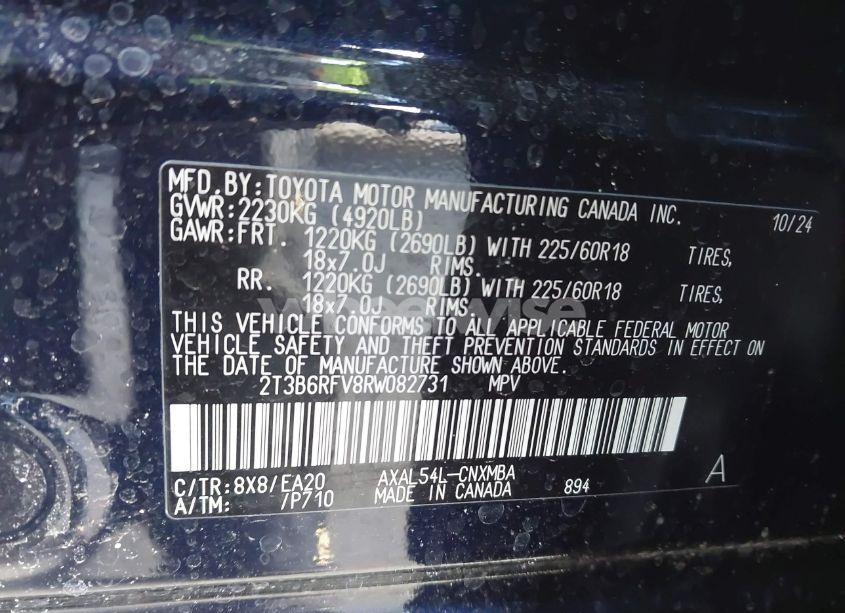 MFD.BY:TOYOTA MOTOR MANUFACTURING CANADA INC. 10/24
GVWR:2230KG (4920LB)
GAWR:FRT. 1220KG (2690LB) WITH 225/60R18 TIRES,
18x7.0J RIMS.
RR. 1220KG (2690LB) WITH 225/60R18 TIRES,
18x7.0J RIMS.
THIS VEHICLE CONFORMS TO ALL APPLICABLE FEDERAL MOTOR
VEHICLE SAFETY AND THEFT PREVENTION STANDARDS IN EFFECT ON
THE DATE OF MANUFACTURE SHOWN ABOVE.
2T3B6RFV8RW082731 MPV
C/TR:8X8/EA20 AXAL54L-CNXMBA
A/TM: /P710 MADE IN CANADA 894 A